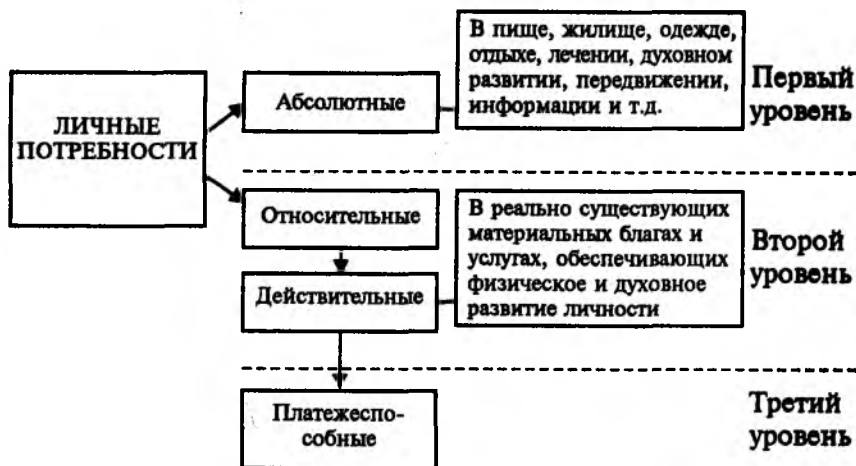 ЛИЧНЫЕ
ПОТРЕБНОСТИ
Абсолютные
В пище, жилище, одежде,
отдыхе, лечении, духовном
развитии, передвижении,
информации и т.д.
Первый
уровень
Относительные
Действительные
В реально существующих
материальных благах и
услугах, обеспечивающих
физическое и духовное
развитие личности
Второй
уровень
Платежеспо-
собные
Третий
уровень